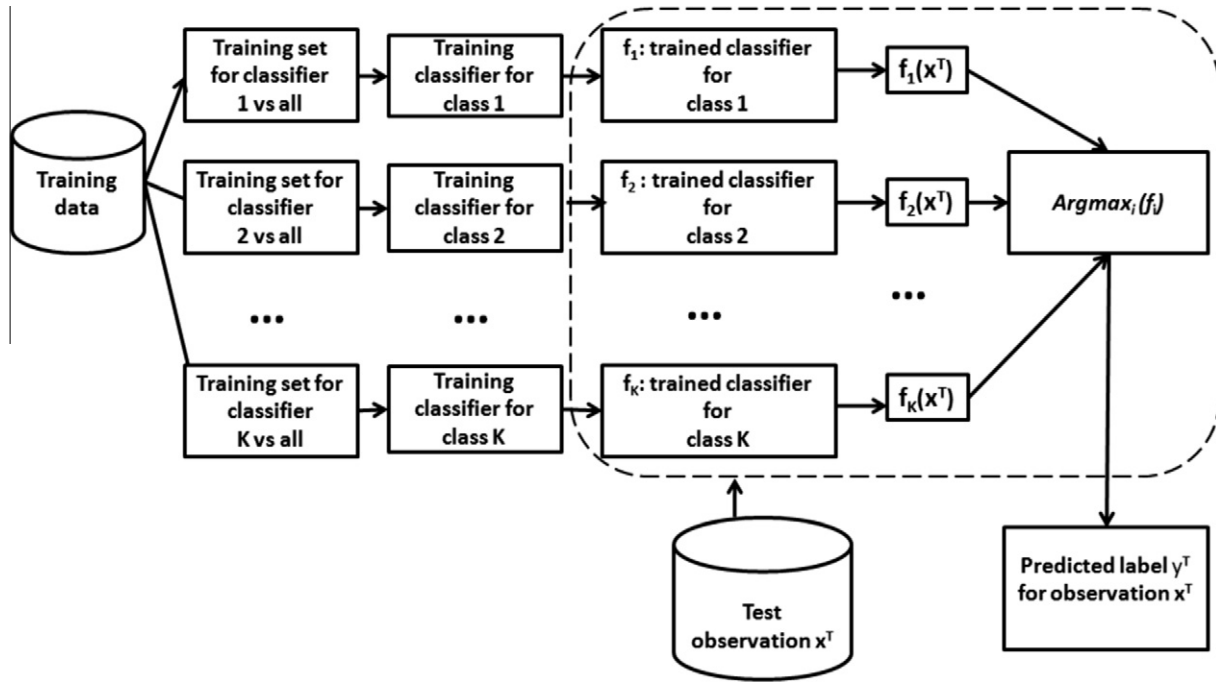 Training
data
Training set
for classifier
1 vs all
Training
classifier for
class 1
f₁: trained classifier
for
class 1
f₁(xᵀ)
Training set for
classifier
2 vs all
Training
classifier for
class 2
f₂ : trained classifier
for
class 2
f₂(xᵀ)
Argmaxᵢ(fᵢ)
...
...
...
...
Training set for
classifier
K vs all
Training
classifier for
class K
f_K: trained classifier
for
class K
f_K(xᵀ)
Test
observation xᵀ
Predicted label yᵀ
for observation xᵀ